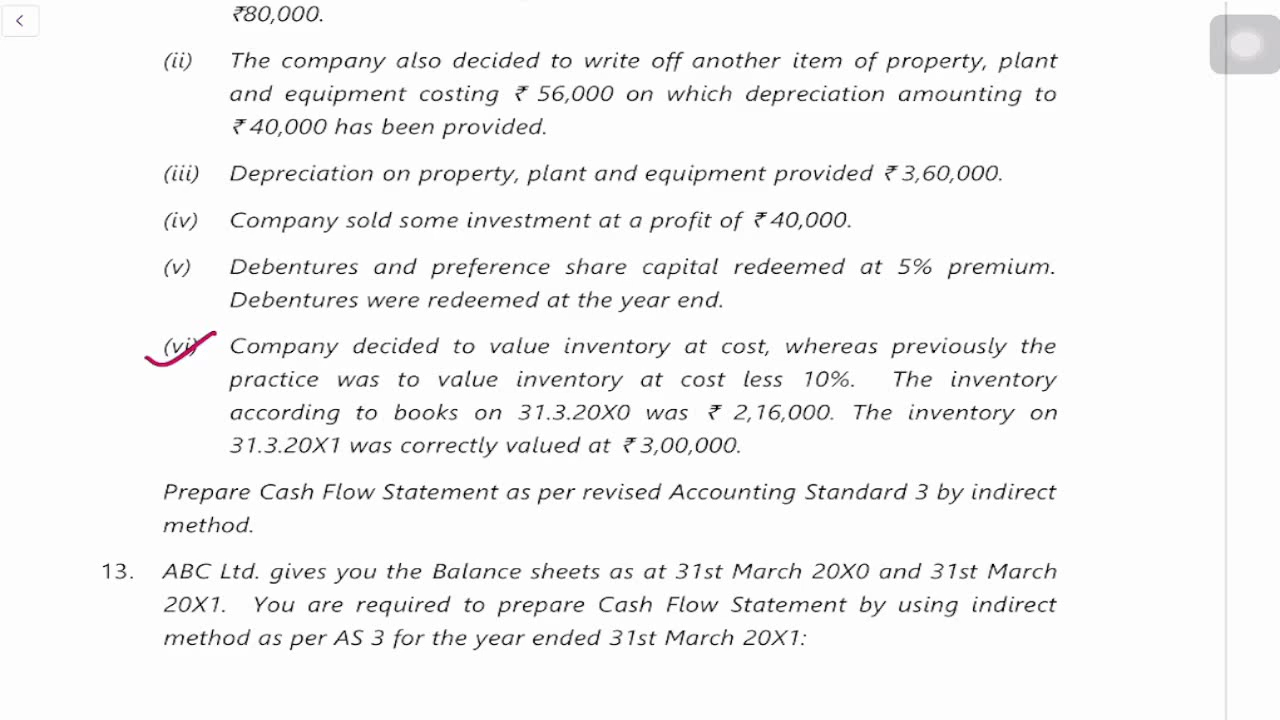 ₹80,000.
(ii) The company also decided to write off another item of property, plant
and equipment costing ₹ 56,000 on which depreciation amounting to
₹ 40,000 has been provided.
(iii) Depreciation on property, plant and equipment provided ₹ 3,60,000.
(iv) Company sold some investment at a profit of ₹ 40,000.
(v) Debentures and preference share capital redeemed at 5% premium.
Debentures were redeemed at the year end.
(vi) Company decided to value inventory at cost, whereas previously the
practice was to value inventory at cost less 10%. The inventory
according to books on 31.3.20X0 was ₹ 2,16,000. The inventory on
31.3.20X1 was correctly valued at ₹ 3,00,000.
Prepare Cash Flow Statement as per revised Accounting Standard 3 by indirect
method.
13. ABC Ltd. gives you the Balance sheets as at 31st March 20X0 and 31st March
20X1. You are required to prepare Cash Flow Statement by using indirect
method as per AS 3 for the year ended 31st March 20X1: